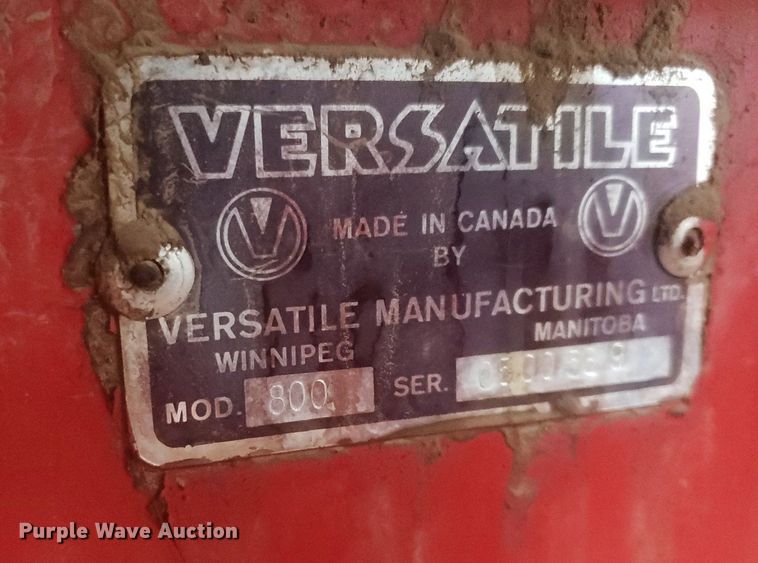 VERSATILE
V MADE IN CANADA V
BY
VERSATILE MANUFACTURING LTD.
WINNIPEG MANITOBA
MOD. 800 SER.
Purple Wave Auction